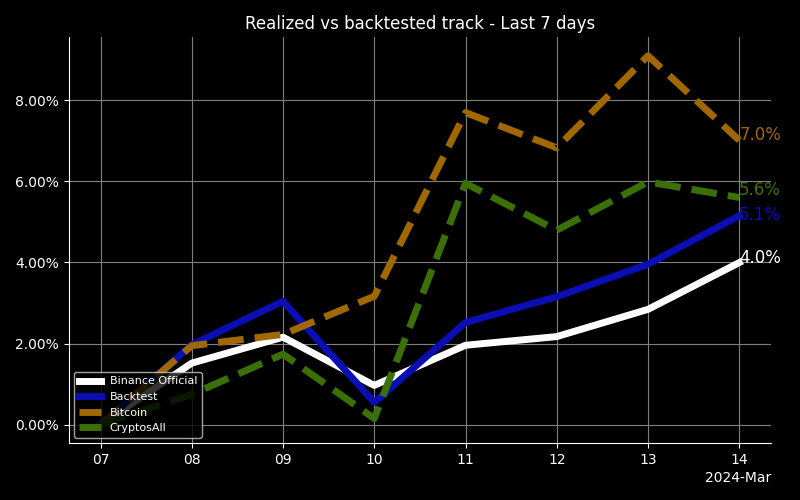 Realized vs backtested track - Last 7 days
8.00%
6.00%
4.00%
2.00%
0.00%
7.0%
5.6%
5.1%
4.0%
Binance Official
Backtest
Bitcoin
CryptosAll
07 08 09 10 11 12 13 14
2024-Mar